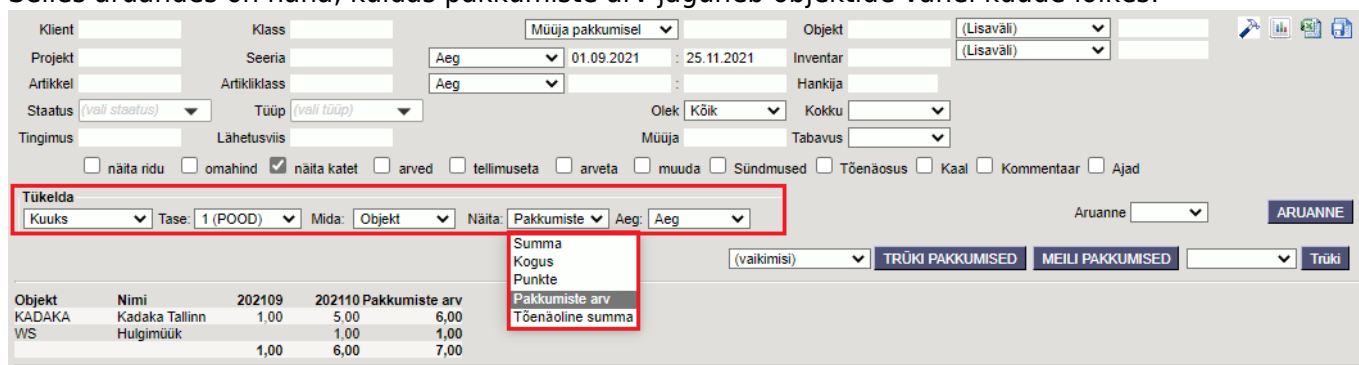 Selles aruandes on näha, kuidas pakkumiste arv jaguneb objektide vahel kuude lõikes.
Klient Klass Müüja pakkumisel Objekt (Lisaväli)
Projekt Seeria Aeg 01.09.2021 : 25.11.2021 Inventar (Lisaväli)
Artikkel Artikliklass Aeg : Hankija
Staatus (vali staatus) Tüüp (vali tüüp) Olek Kõik Kokku
Tingimus Lähetusviis Müüja Tabavus
näita ridu omahind näita katet arved tellimuseta arveta muuda Sündmused Tõenäosus Kaal Kommentaar Ajad
Tükelda
Kuuks Tase: 1 (POOD) Mida: Objekt Näita: Pakkumiste Aeg: Aeg Aruanne ARUANNE
Summa
Kogus
Punkte
Pakkumiste arv
Tõenäoline summa
(vaikimisi) TRÜKI PAKKUMISED MEILI PAKKUMISED Trüki
Objekt Nimi 202109 202110 Pakkumiste arv
KADAKA Kadaka Tallinn 1,00 5,00 6,00
WS Hulgimüük 1,00 1,00
1,00 6,00 7,00